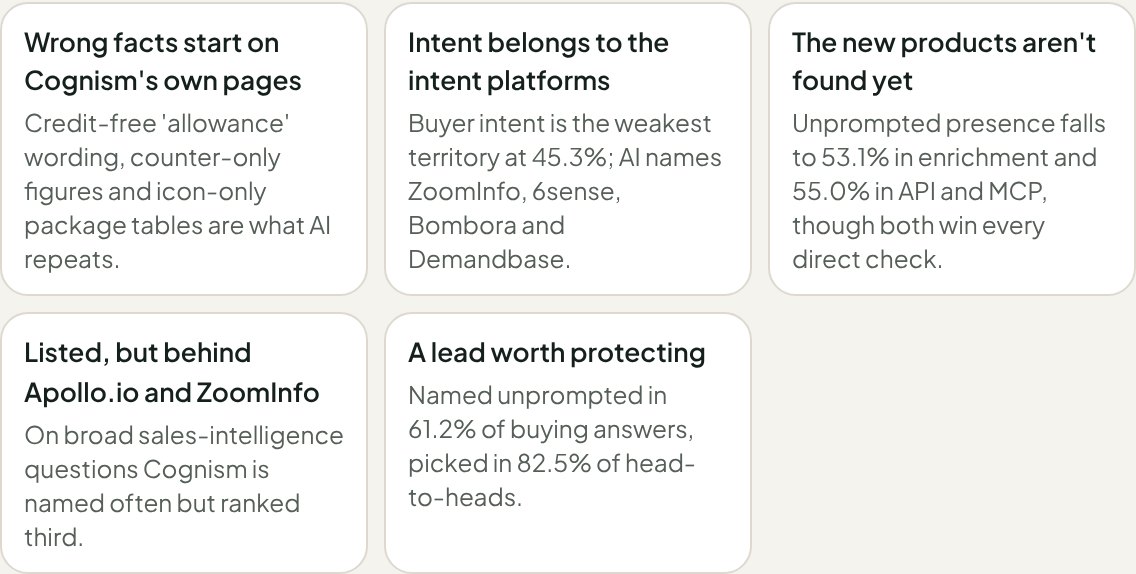 Wrong facts start on
Cognism's own pages
Credit-free 'allowance'
wording, counter-only
figures and icon-only
package tables are what AI
repeats.
Intent belongs to the
intent platforms
Buyer intent is the weakest
territory at 45.3%; AI names
ZoomInfo, 6sense,
Bombora and
Demandbase.
The new products aren't
found yet
Unprompted presence falls
to 53.1% in enrichment and
55.0% in API and MCP,
though both win every
direct check.
Listed, but behind
Apollo.io and ZoomInfo
On broad sales-intelligence
questions Cognism is
named often but ranked
third.
A lead worth protecting
Named unprompted in
61.2% of buying answers,
picked in 82.5% of head-
to-heads.